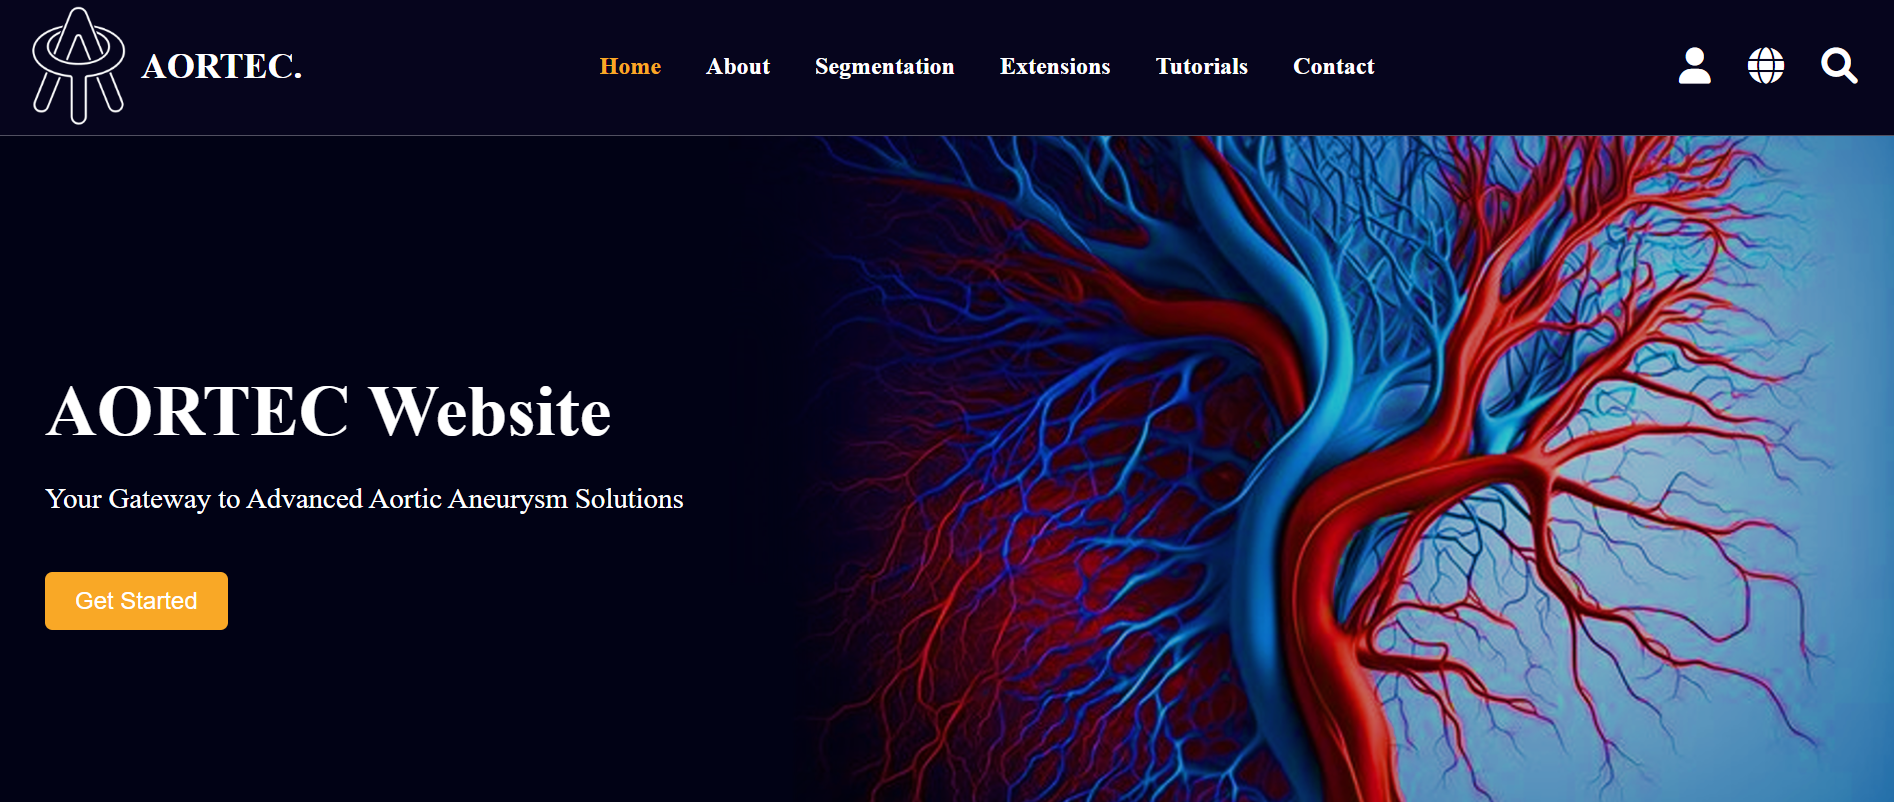 AORTEC.
Home About Segmentation Extensions Tutorials Contact
AORTEC Website
Your Gateway to Advanced Aortic Aneurysm Solutions
Get Started